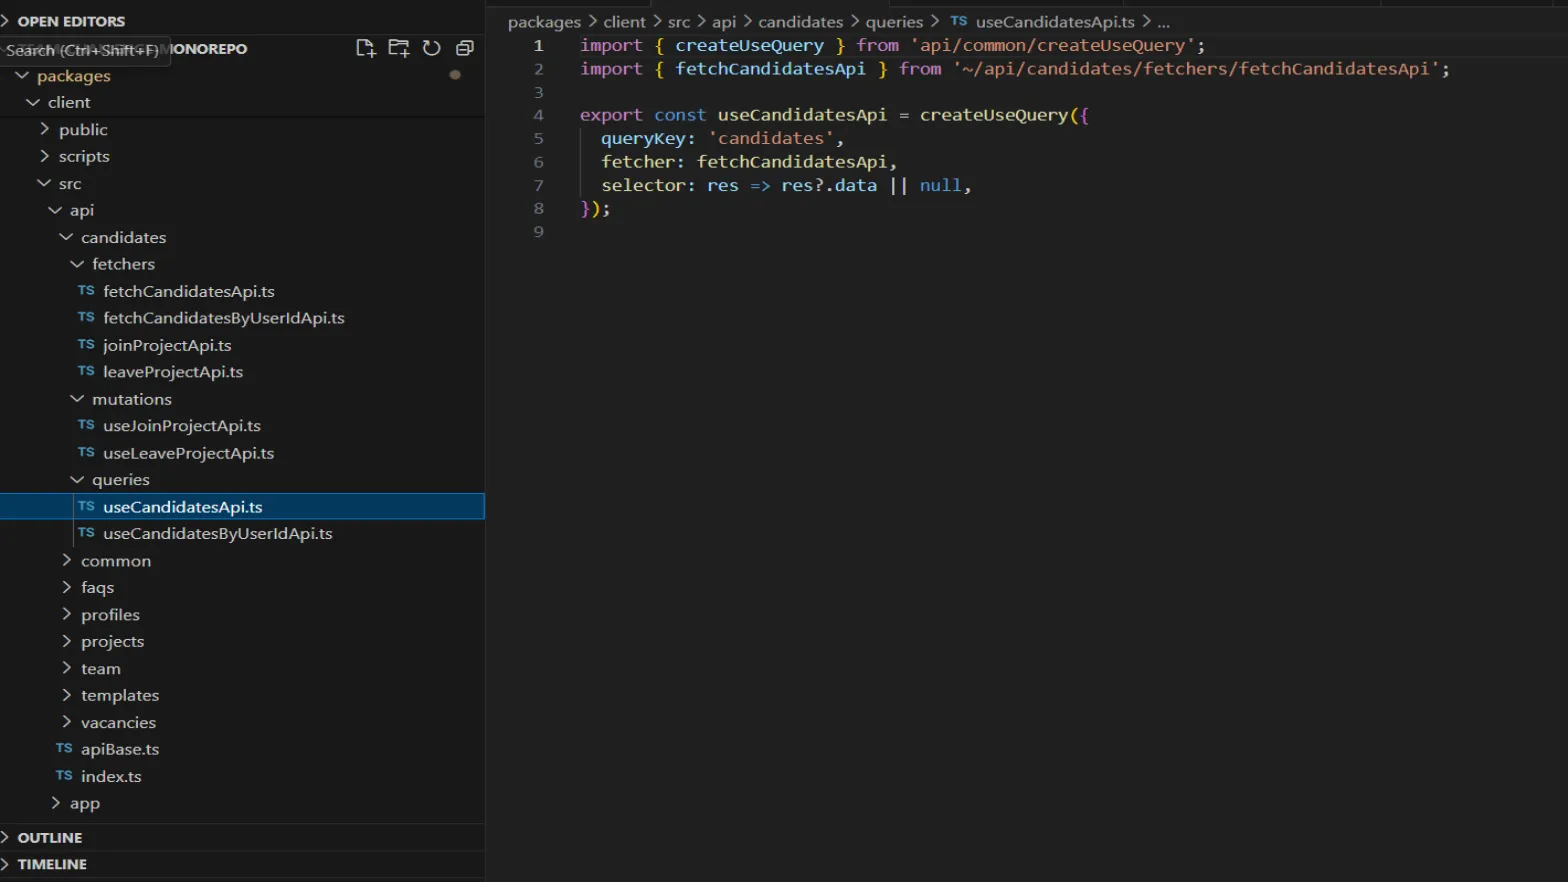 OPEN EDITORS
Search (Ctrl+Shift+F) MONOREPO
packages
client
public
scripts
src
api
candidates
fetchers
TS fetchCandidatesApi.ts
TS fetchCandidatesByUserIdApi.ts
TS joinProjectApi.ts
TS leaveProjectApi.ts
mutations
TS useJoinProjectApi.ts
TS useLeaveProjectApi.ts
queries
TS useCandidatesApi.ts
TS useCandidatesByUserIdApi.ts
common
faqs
profiles
projects
team
templates
vacancies
TS apiBase.ts
TS index.ts
app
OUTLINE
TIMELINE
packages > client > src > api > candidates > queries > TS useCandidatesApi.ts > ...
1 import { createUseQuery } from 'api/common/createUseQuery';
2 import { fetchCandidatesApi } from '~/api/candidates/fetchers/fetchCandidatesApi';
3
4 export const useCandidatesApi = createUseQuery({
5 queryKey: 'candidates',
6 fetcher: fetchCandidatesApi,
7 selector: res => res?.data || null,
8 });
9